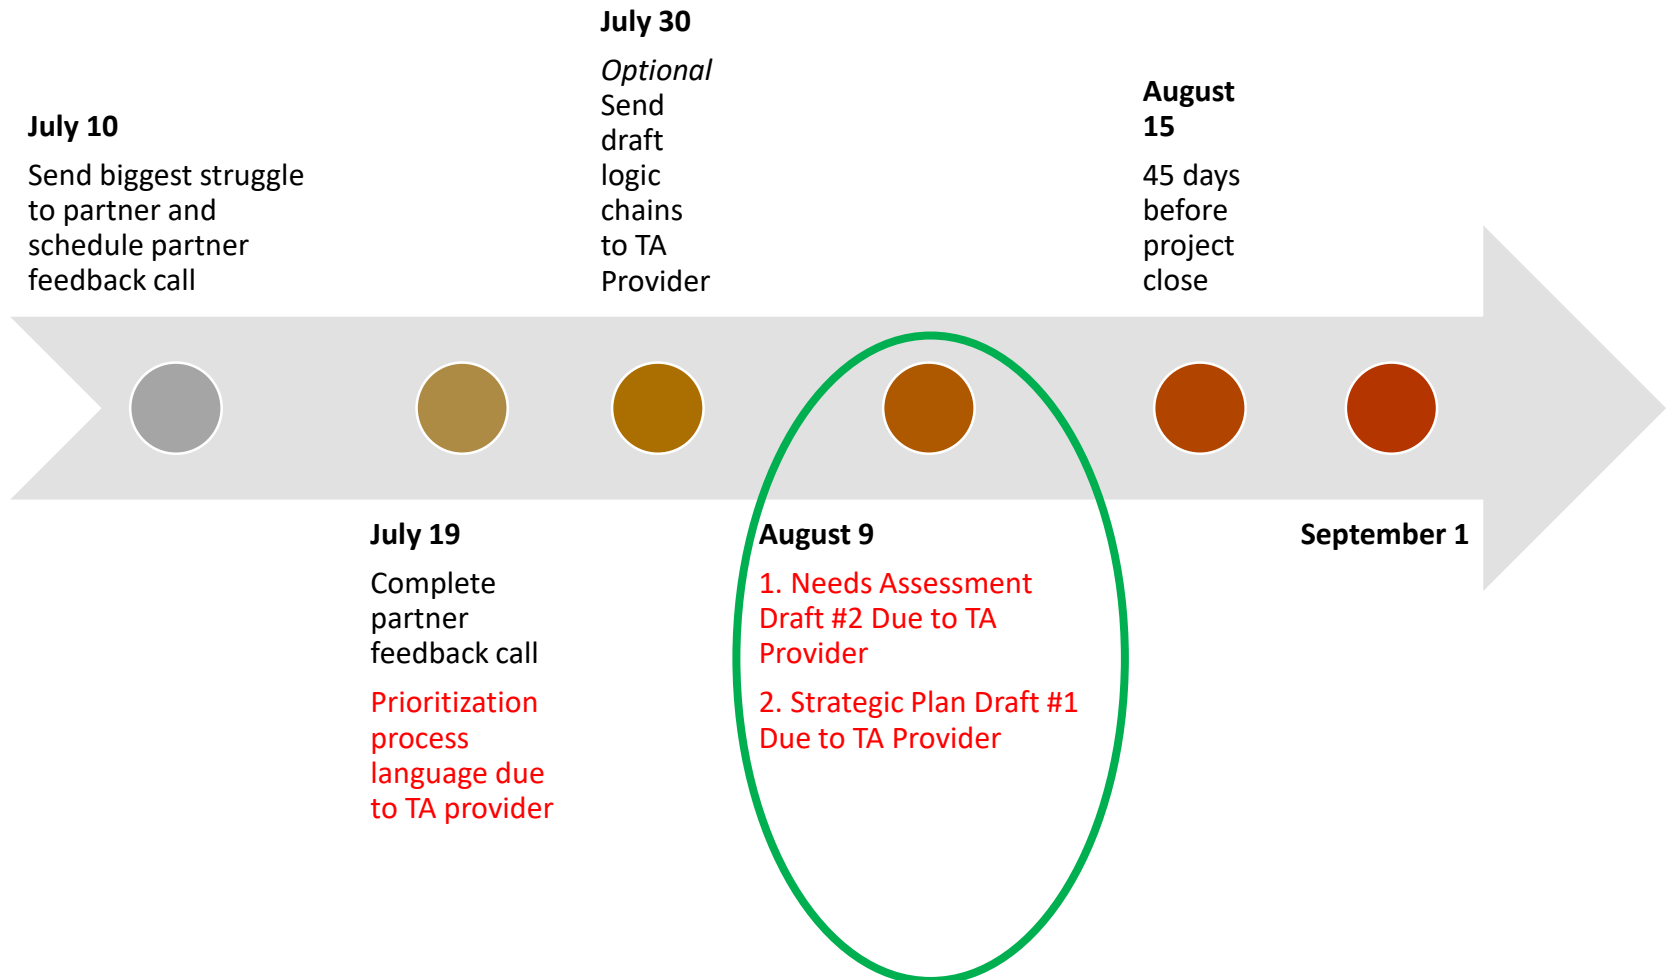 July 10
Send biggest struggle
to partner and
schedule partner
feedback call
July 19
Complete
partner
feedback call
Prioritization
process
language due
to TA provider
July 30
Optional
Send
draft
logic
chains
to TA
Provider
August 9
1. Needs Assessment
Draft #2 Due to TA
Provider
2. Strategic Plan Draft #1
Due to TA Provider
August
15
45 days
before
project
close
September 1